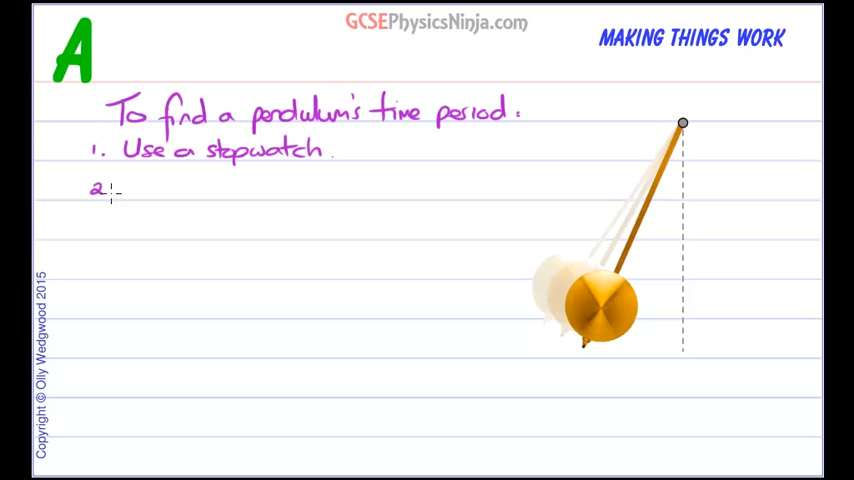 GCSEPhysicsNinja.com
A
MAKING THINGS WORK
To find a pendulum's time period :
1. Use a stopwatch.
2
Copyright © Olly Wedgwood 2015